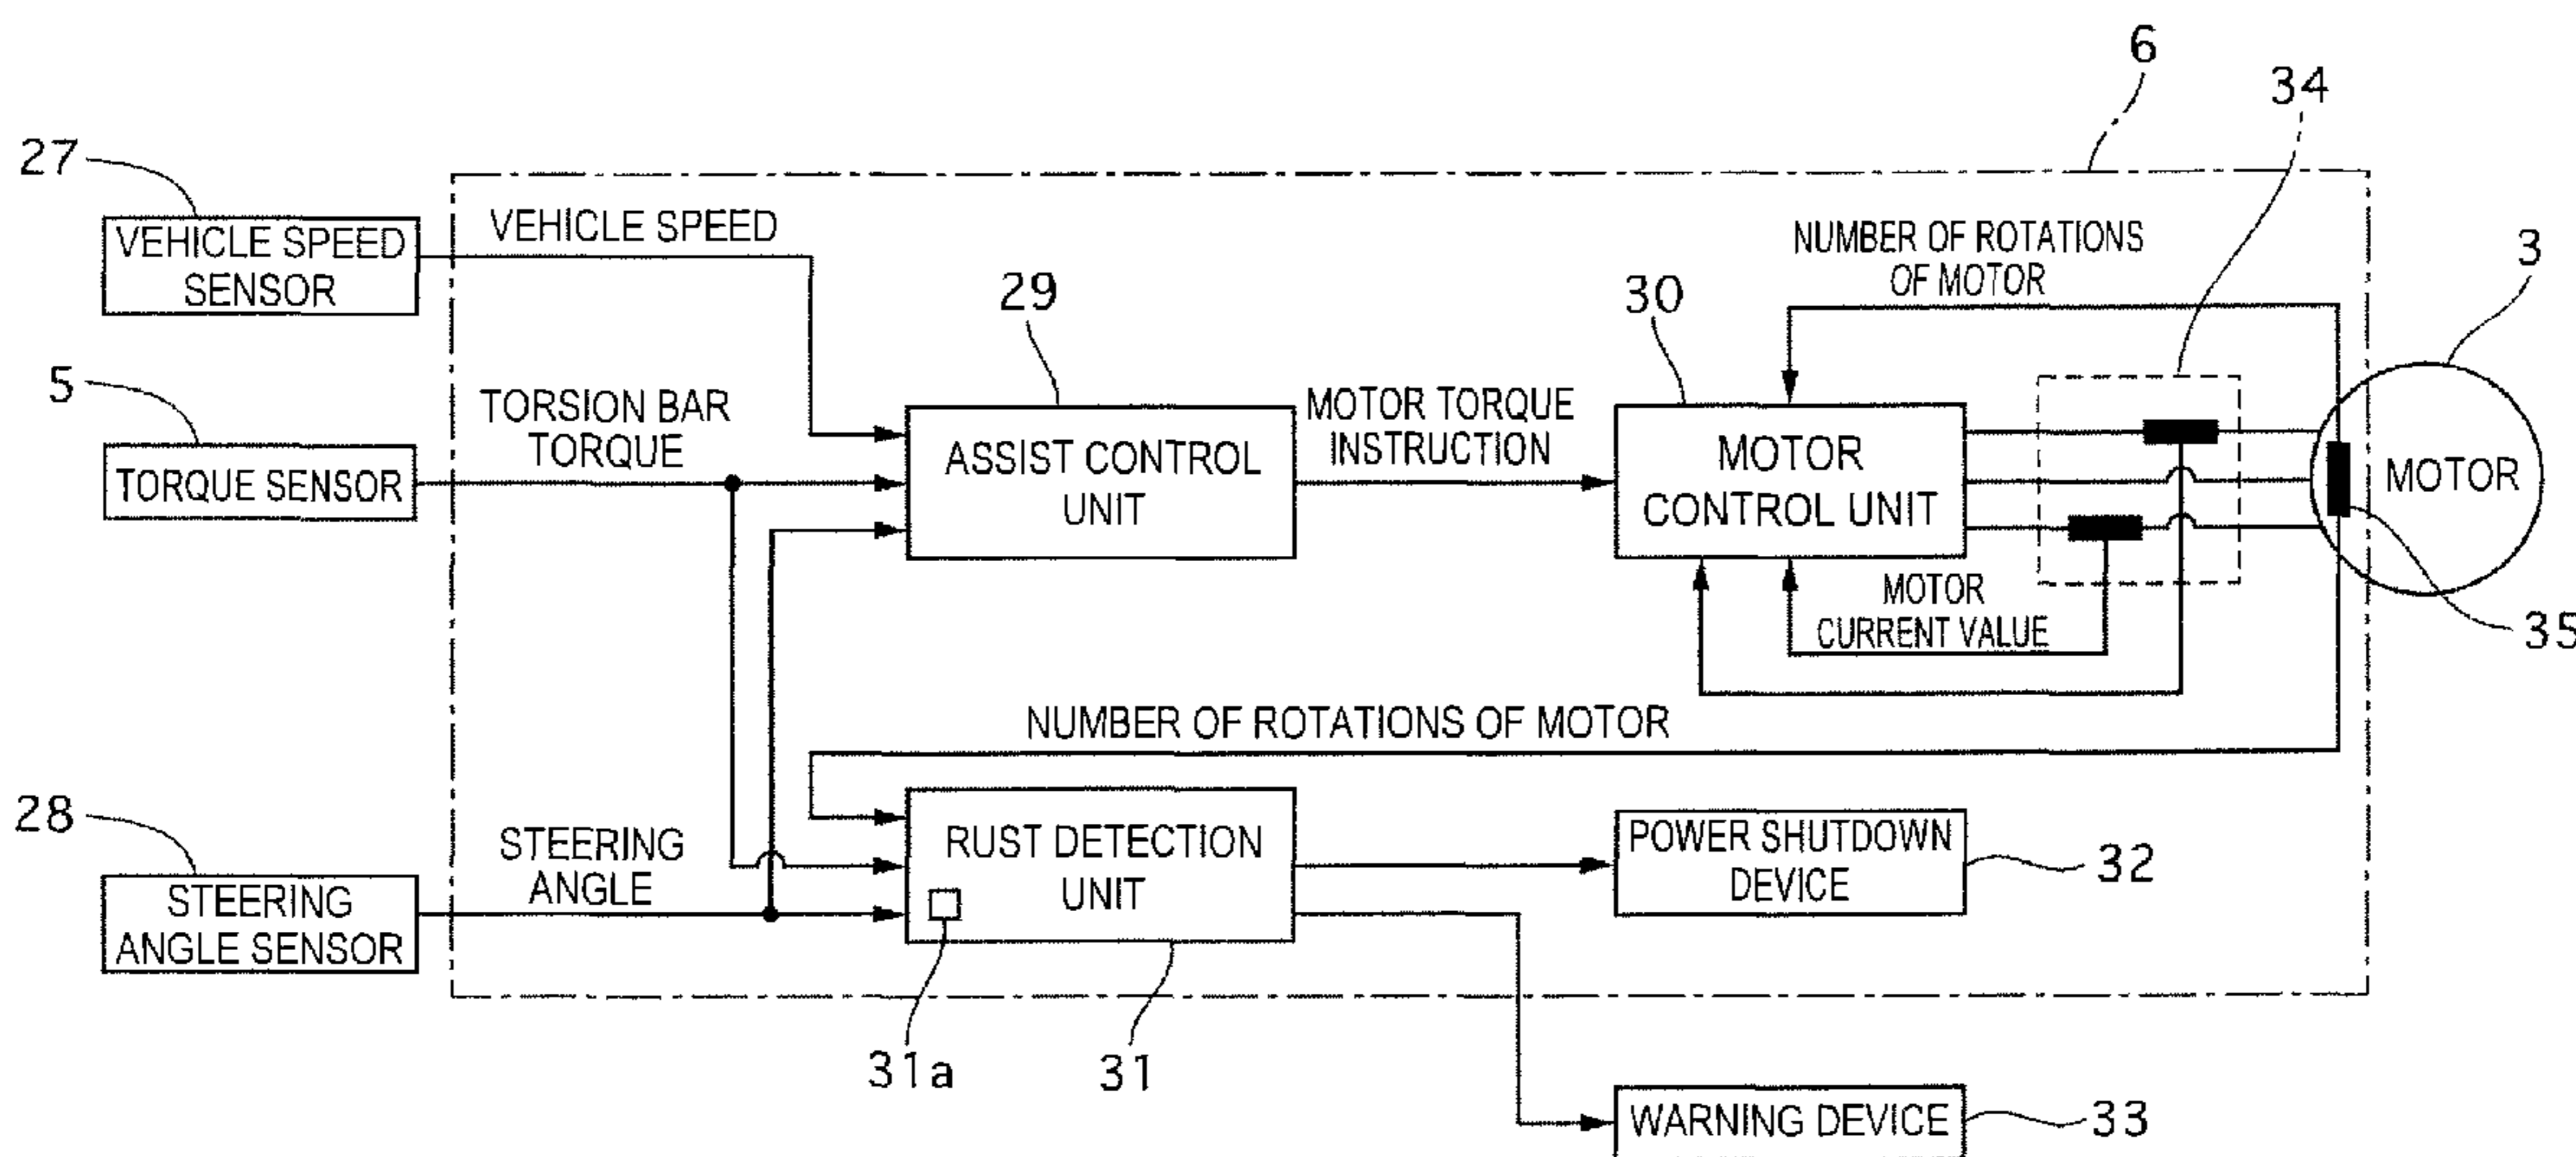 6
34
27
VEHICLE SPEED
SENSOR
VEHICLE SPEED
NUMBER OF ROTATIONS
OF MOTOR
3
29
30
5
TORSION BAR
TORQUE
TORQUE SENSOR
ASSIST CONTROL
UNIT
MOTOR TORQUE
INSTRUCTION
MOTOR
CONTROL UNIT
MOTOR
MOTOR
CURRENT VALUE
35
NUMBER OF ROTATIONS OF MOTOR
28
STEERING
ANGLE SENSOR
STEERING
ANGLE
RUST DETECTION
UNIT
POWER SHUTDOWN
DEVICE
32
31a
31
WARNING DEVICE
33